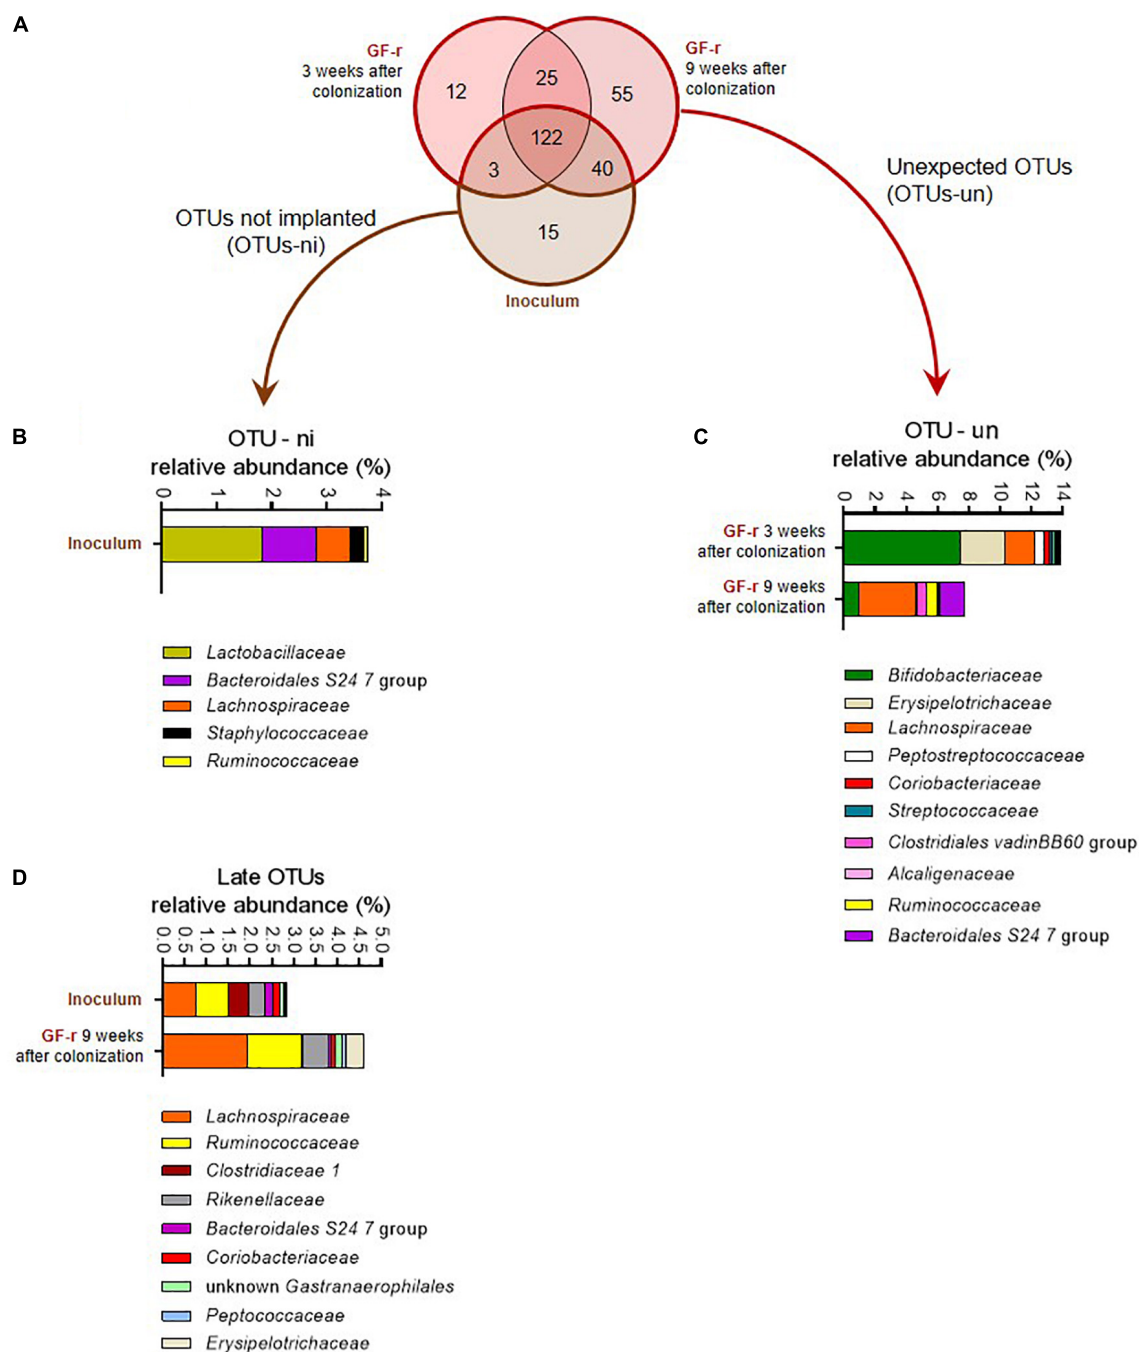 A
GF-r
3 weeks after
colonization
GF-r
9 weeks after
colonization
12
25
55
122
3
40
15
Inoculum
OTUs not implanted
(OTUs-ni)
Unexpected OTUs
(OTUs-un)
B
OTU - ni
relative abundance (%)
0 1 2 3 4
Inoculum
Lactobacillaceae
Bacteroidales S24 7 group
Lachnospiraceae
Staphylococcaceae
Ruminococcaceae
C
OTU - un
relative abundance (%)
0 2 4 6 8 10 12 14
GF-r 3 weeks
after colonization
GF-r 9 weeks
after colonization
Bifidobacteriaceae
Erysipelotrichaceae
Lachnospiraceae
Peptostreptococcaceae
Coriobacteriaceae
Streptococcaceae
Clostridiales vadinBB60 group
Alcaligenaceae
Ruminococcaceae
Bacteroidales S24 7 group
D
Late OTUs
relative abundance (%)
0.0 0.5 1.0 1.5 2.0 2.5 3.0 3.5 4.0 4.5 5.0
Inoculum
GF-r 9 weeks
after colonization
Lachnospiraceae
Ruminococcaceae
Clostridiaceae 1
Rikenellaceae
Bacteroidales S24 7 group
Coriobacteriaceae
unknown Gastranaerophilales
Peptococcaceae
Erysipelotrichaceae